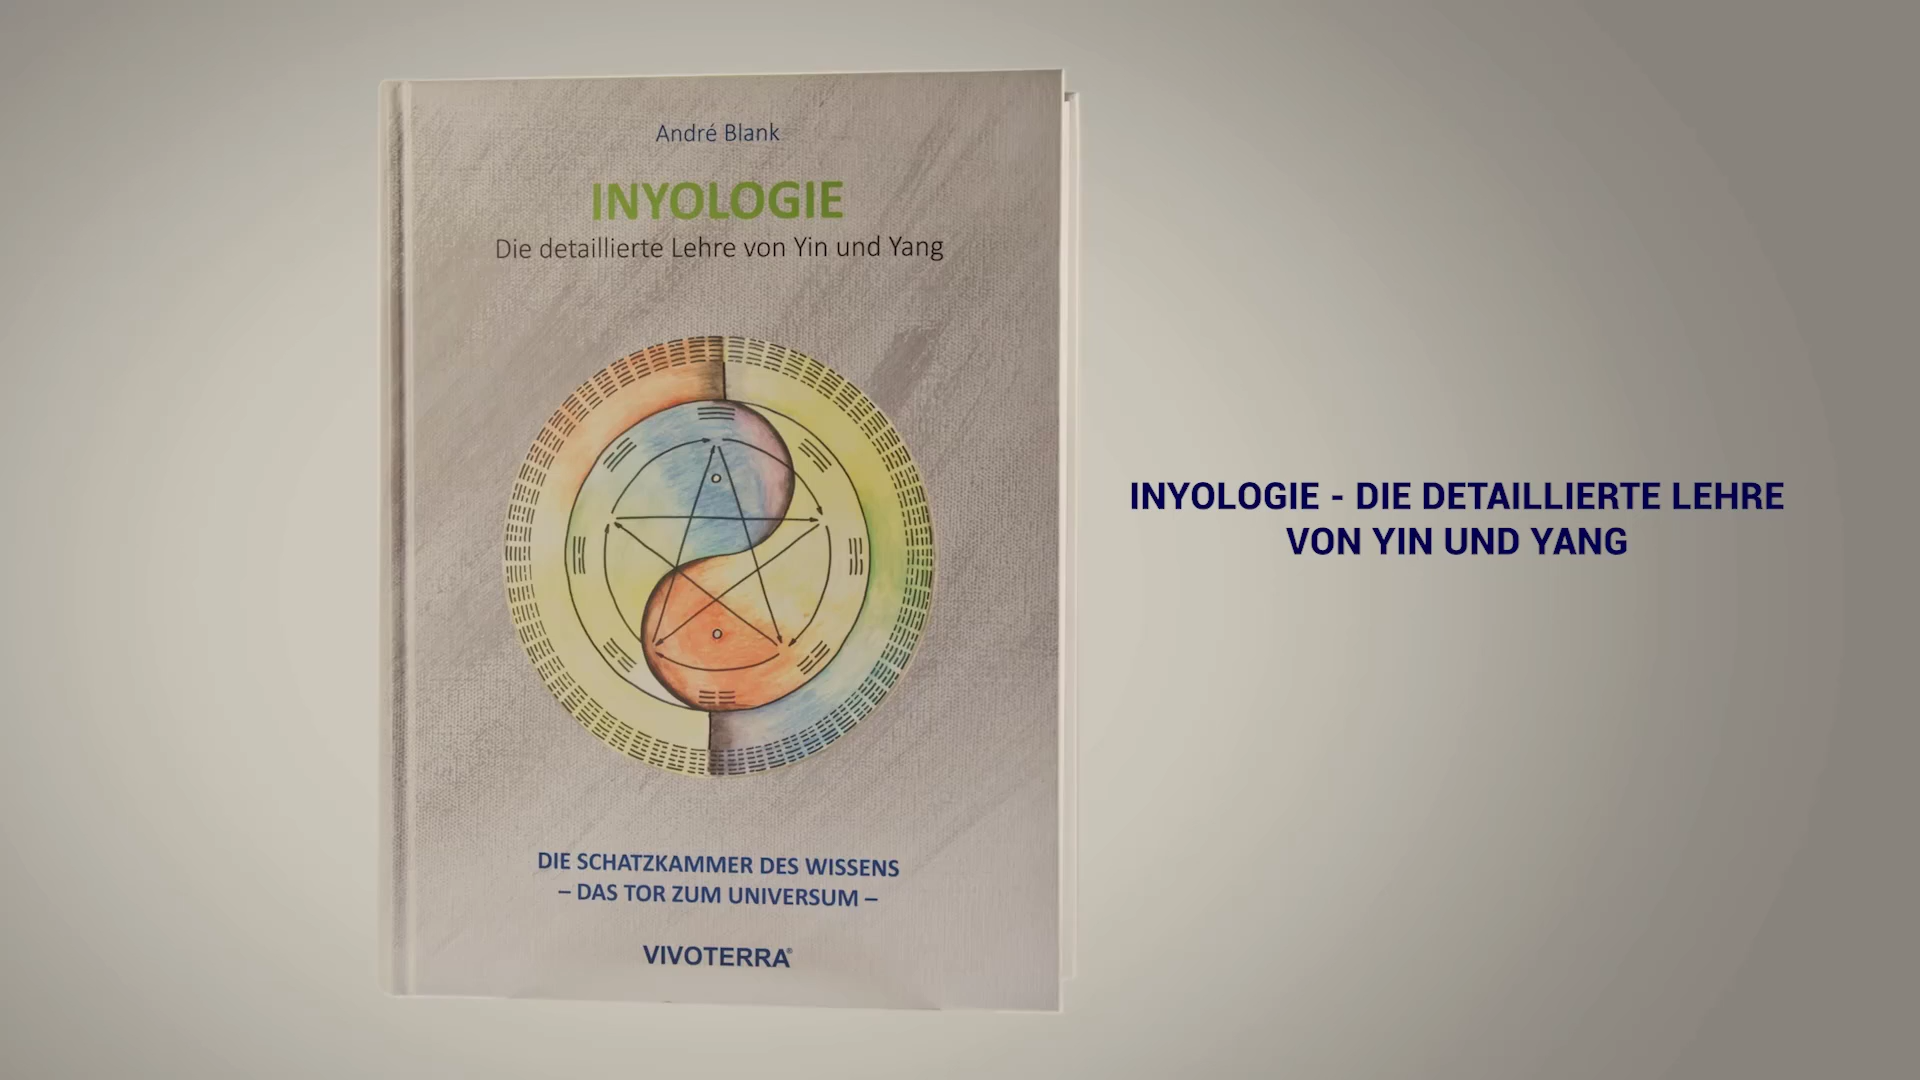 André Blank
INYOLOGIE
Die detaillierte Lehre von Yin und Yang
DIE SCHATZKAMMER DES WISSENS
– DAS TOR ZUM UNIVERSUM –
VIVOTERRA®
INYOLOGIE - DIE DETAILLIERTE LEHRE
VON YIN UND YANG